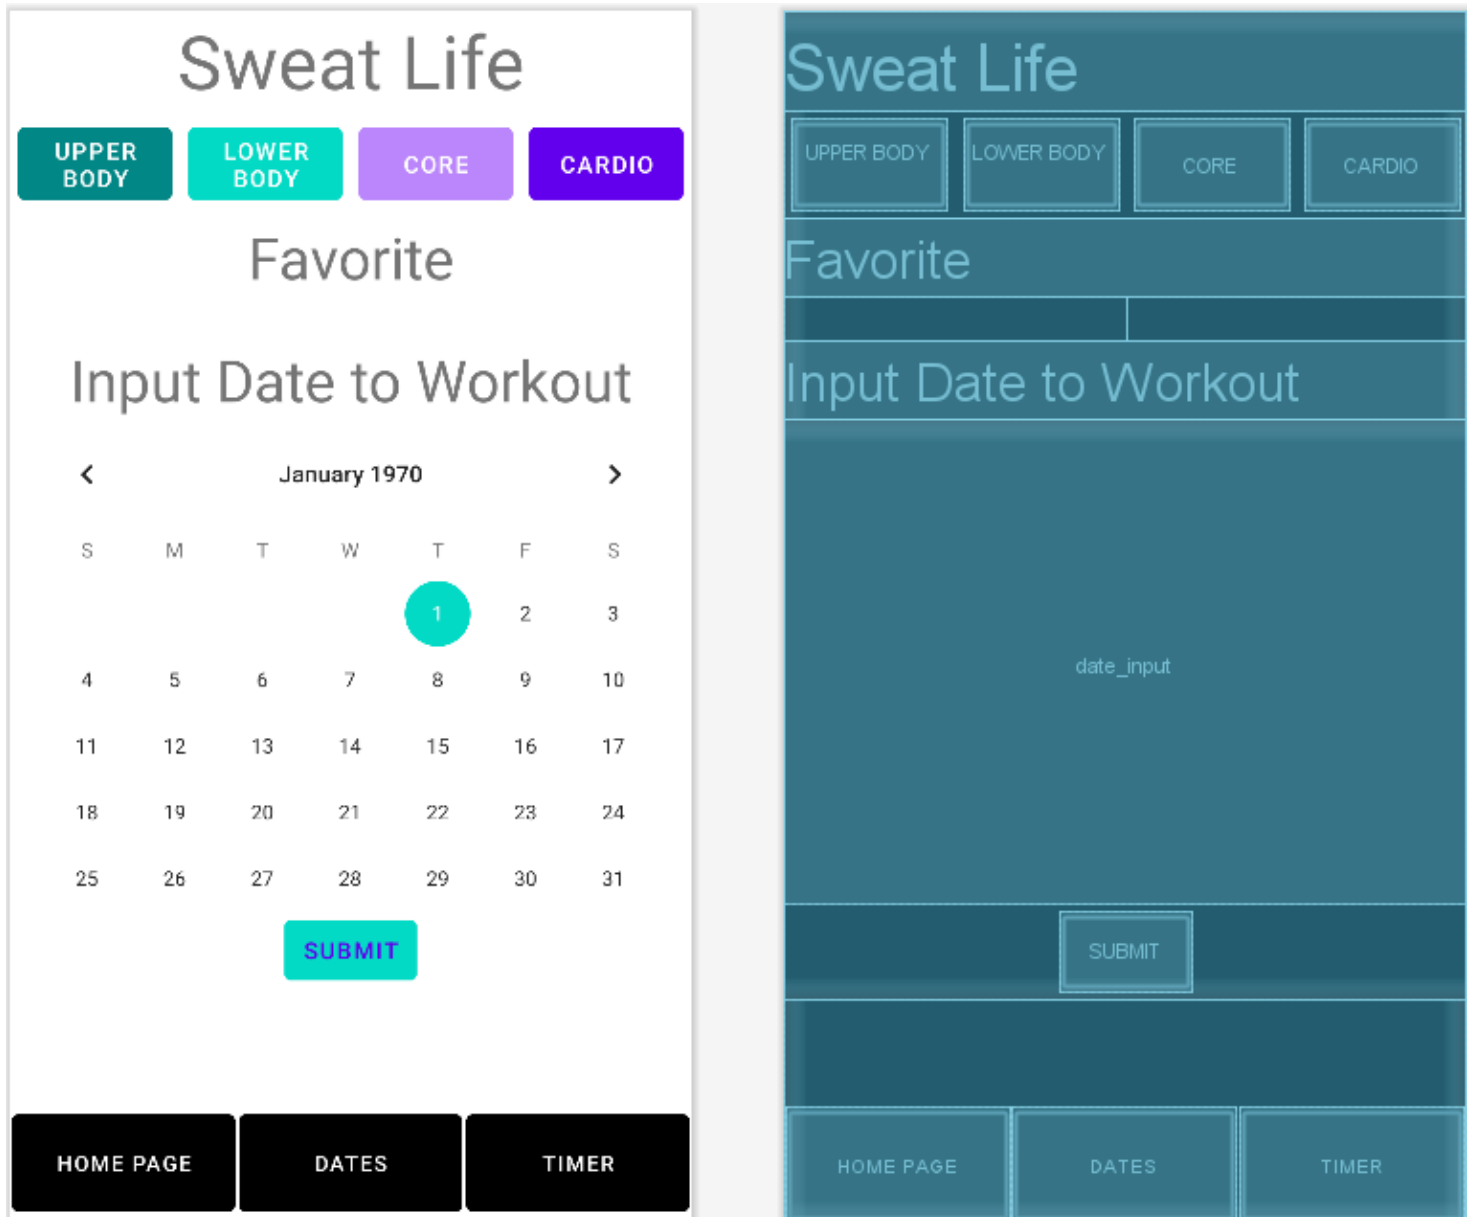 Sweat Life
UPPER BODY
LOWER BODY
CORE
CARDIO
Favorite
Input Date to Workout
January 1970
S M T W T F S
1 2 3
4 5 6 7 8 9 10
11 12 13 14 15 16 17
18 19 20 21 22 23 24
25 26 27 28 29 30 31
SUBMIT
HOME PAGE DATES TIMER
Sweat Life
UPPER BODY LOWER BODY CORE CARDIO
Favorite
Input Date to Workout
date_input
SUBMIT
HOME PAGE DATES TIMER